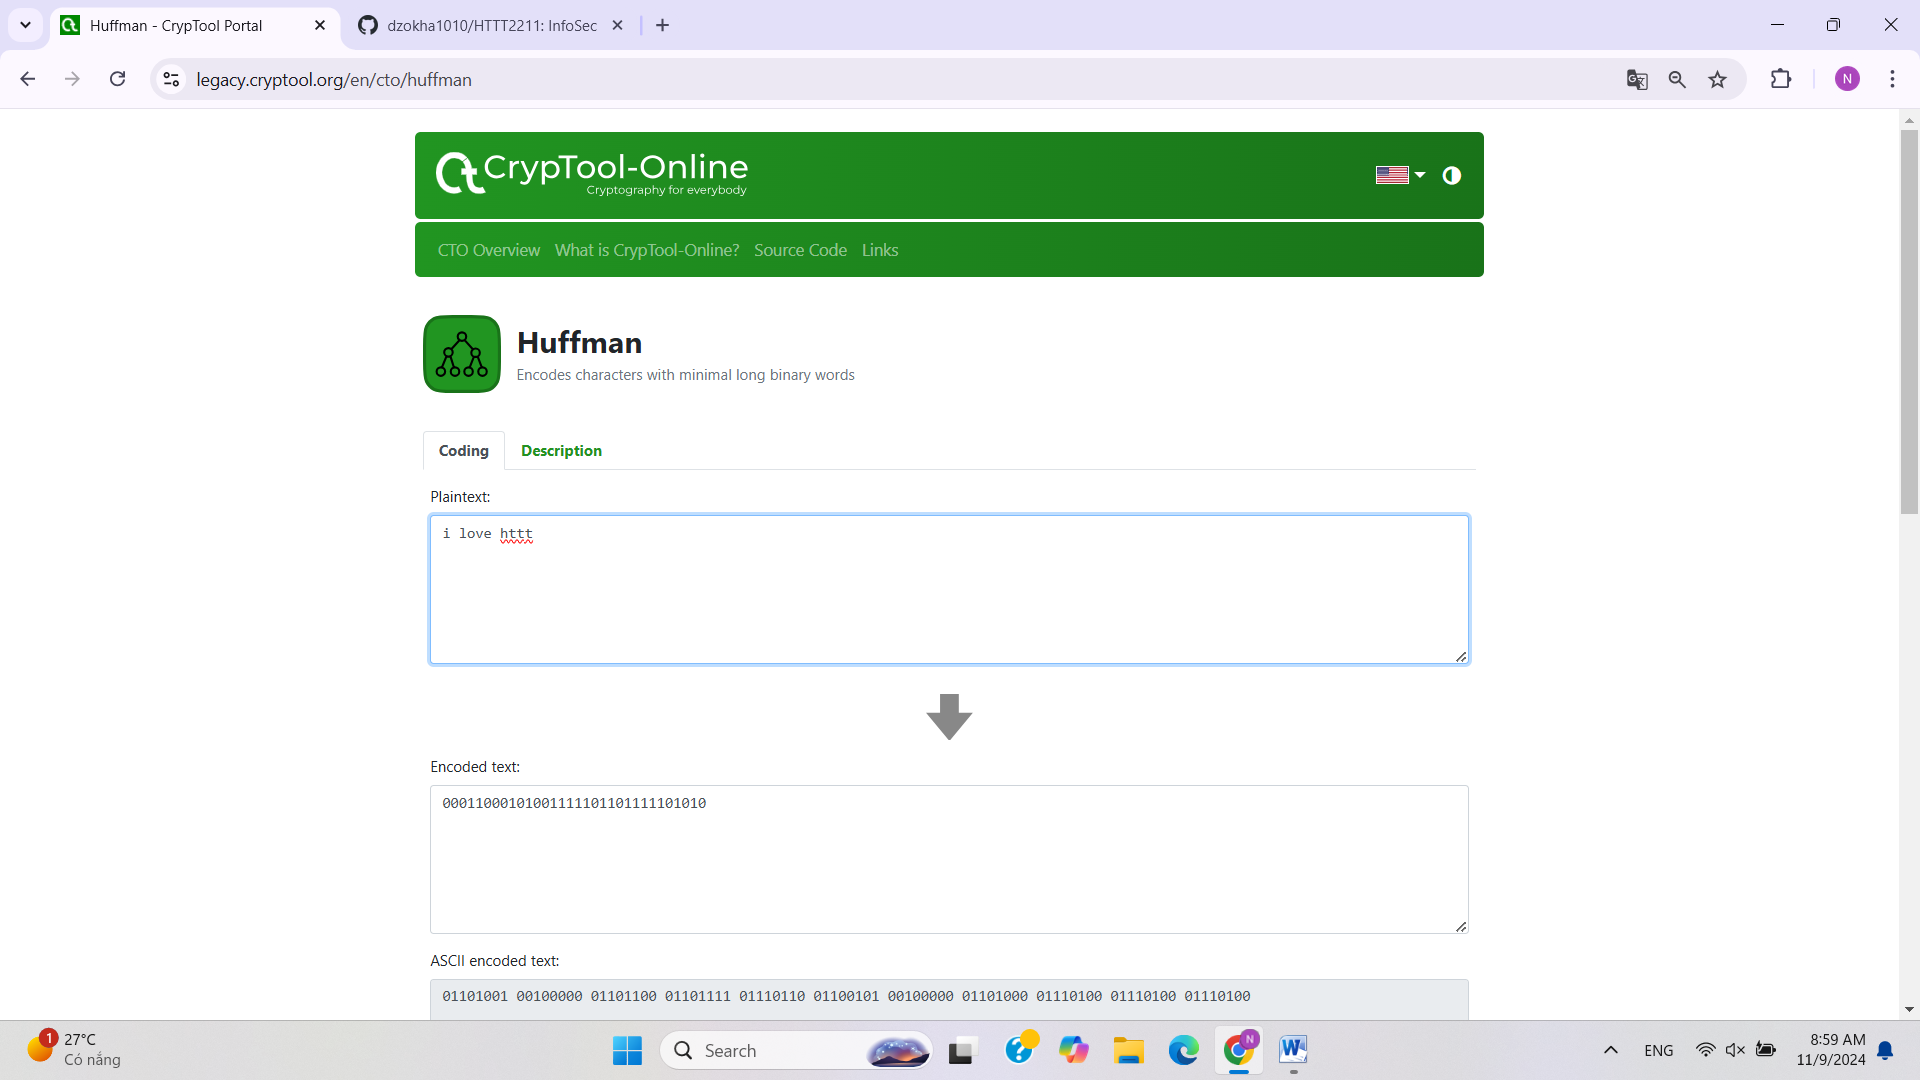 Huffman - CrypTool Portal
dzokha1010/HTTT2211: InfoSec
legacy.cryptool.org/en/cto/huffman
N
CrypTool-Online
Cryptography for everybody
CTO Overview What is CrypTool-Online? Source Code Links
Huffman
Encodes characters with minimal long binary words
Coding Description
Plaintext:
i love httt
Encoded text:
00011000101001111101101111101010
ASCII encoded text:
01101001 00100000 01101100 01101111 01110110 01100101 00100000 01101000 01110100 01110100 01110100
1
27°C
Có nắng
Search
N
ENG
8:59 AM
11/9/2024